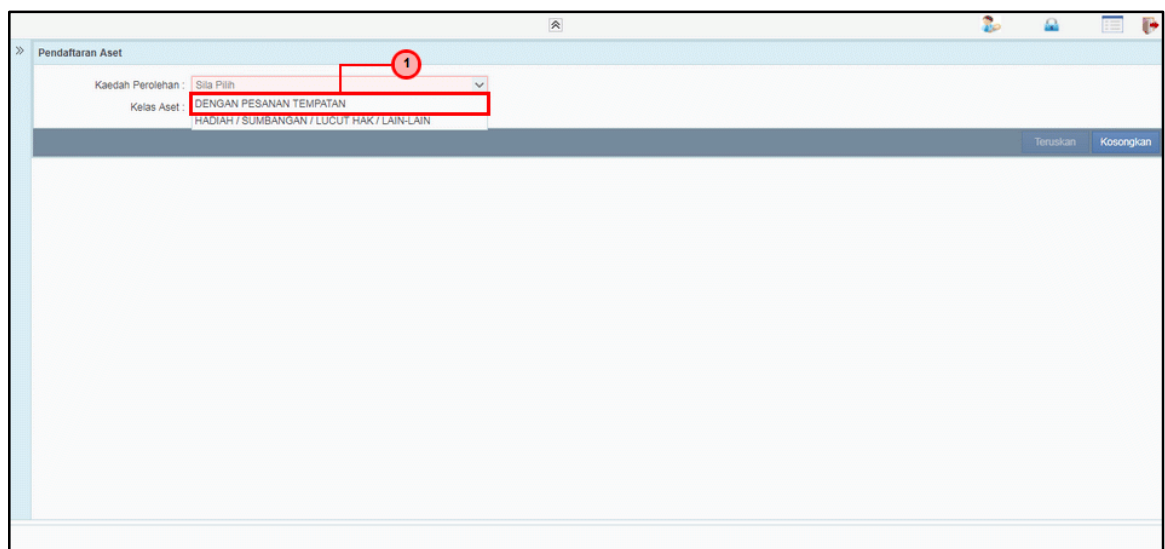 Pendaftaran Aset
1
Kaedah Perolehan : Sila Pilih
Kelas Aset : DENGAN PESANAN TEMPATAN
HADIAH / SUMBANGAN / LUCUT HAK / LAIN-LAIN
Teruskan Kosongkan